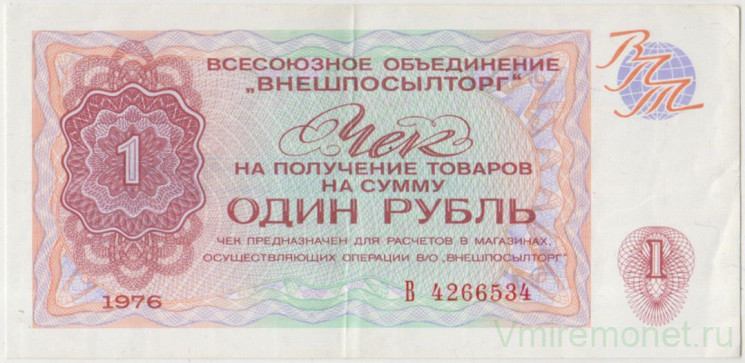 ВСЕСОЮЗНОЕ ОБЪЕДИНЕНИЕ
„ВНЕШПОСЫЛТОРГ"
ВПТ
Чек
НА ПОЛУЧЕНИЕ ТОВАРОВ
НА СУММУ
ОДИН РУБЛЬ
1
ЧЕК ПРЕДНАЗНАЧЕН ДЛЯ РАСЧЕТОВ В МАГАЗИНАХ,
ОСУЩЕСТВЛЯЮЩИХ ОПЕРАЦИИ В/О „ВНЕШПОСЫЛТОРГ"
1
1976
В 4266534
Vmiremonet.ru